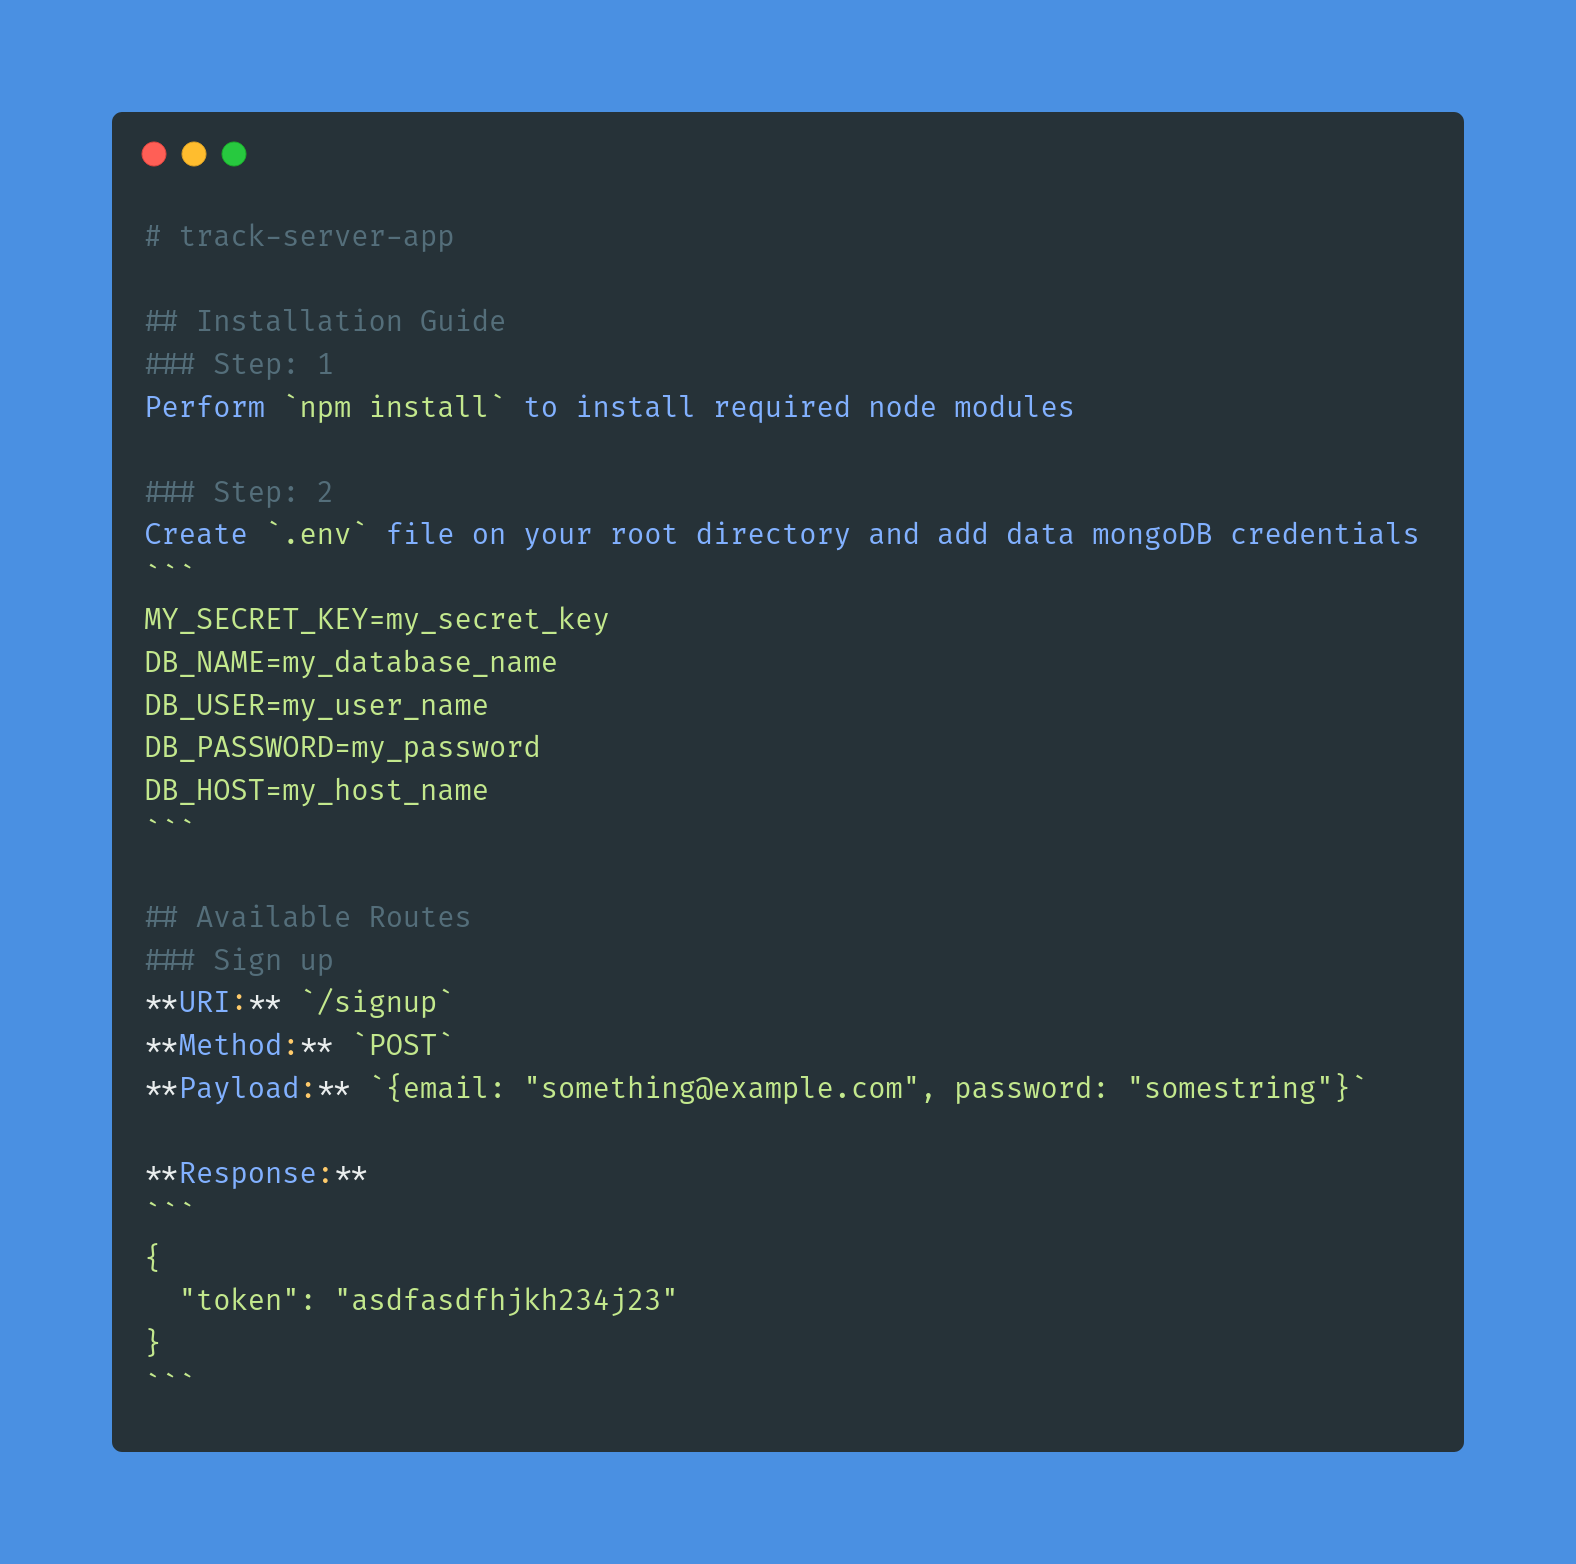 # track-server-app
## Installation Guide
### Step: 1
Perform `npm install` to install required node modules
### Step: 2
Create `.env` file on your root directory and add data mongoDB credentials
```
MY_SECRET_KEY=my_secret_key
DB_NAME=my_database_name
DB_USER=my_user_name
DB_PASSWORD=my_password
DB_HOST=my_host_name
```
## Available Routes
### Sign up
**URI:** `/signup`
**Method:** `POST`
**Payload:** `{email: "something@example.com", password: "somestring"}`
**Response:**
```
{
  "token": "asdfasdfhjkh234j23"
}
```